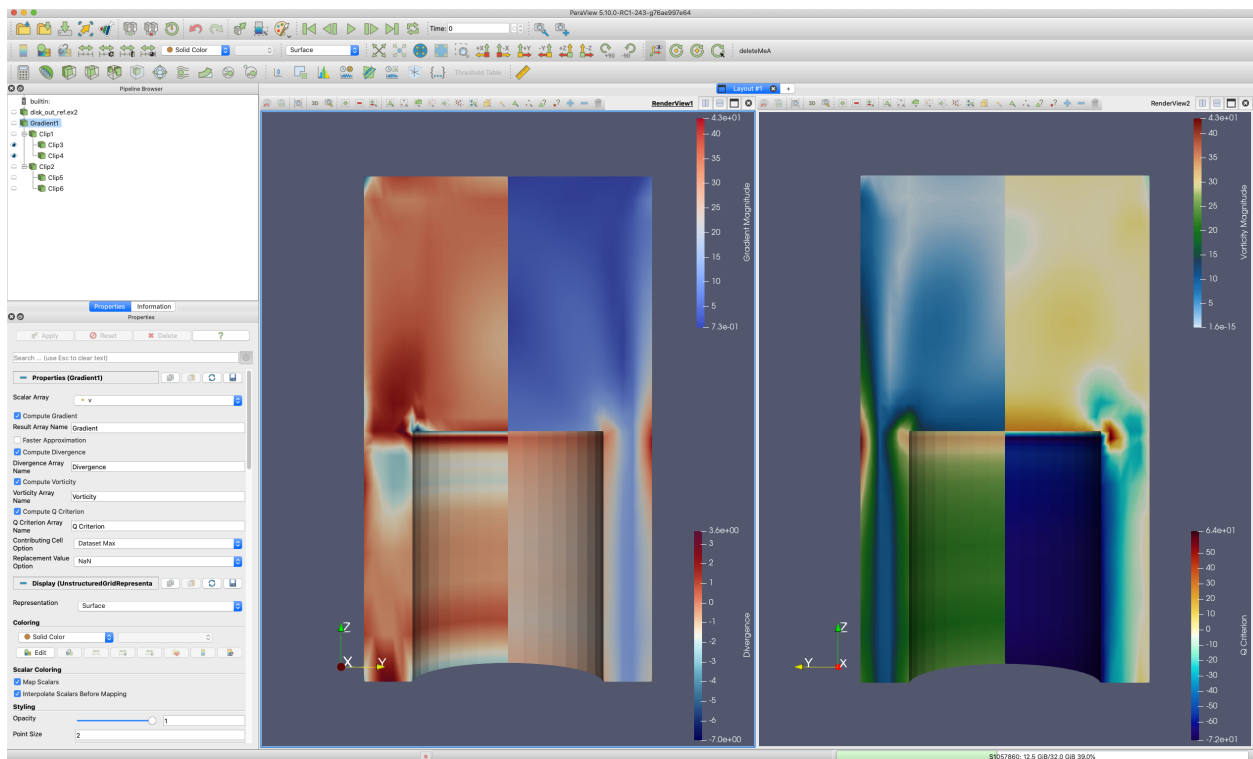 ParaView 5.10.0-RC1-243-g76ae997e64
Time: 0
Solid Color
Surface
+90 -90
deleteMeA
Threshold Table
Pipeline Browser
builtin:
disk_out_ref.ex2
Gradient1
Clip1
Clip3
Clip4
Clip2
Clip5
Clip6
Properties Information
Properties
Apply Reset Delete ?
Search ... (use Esc to clear text)
Properties (Gradient1)
Scalar Array v
Compute Gradient
Result Array Name Gradient
Faster Approximation
Compute Divergence
Divergence Array Name Divergence
Compute Vorticity
Vorticity Array Name Vorticity
Compute Q Criterion
Q Criterion Array Name Q Criterion
Contributing Cell Option Dataset Max
Replacement Value Option NaN
Display (UnstructuredGridRepresenta
Representation Surface
Coloring
Solid Color
Edit
Scalar Coloring
Map Scalars
Interpolate Scalars Before Mapping
Styling
Opacity 1
Point Size 2
Layout #1
+
3D
RenderView1
4.3e+01
40
35
30
25
20
15
10
5
7.3e-01
Gradient Magnitude
3.6e+00
3
2
1
0
-1
-2
-3
-4
-5
-6
-7.0e+00
Divergence
Z
X Y
3D
RenderView2
4.3e+01
40
35
30
25
20
15
10
5
1.6e-15
Vorticity Magnitude
6.4e+01
50
40
30
20
10
0
-10
-20
-30
-40
-50
-60
-7.2e+01
Q Criterion
Z
Y X
S1057860: 12.5 GiB/32.0 GiB 39.0%